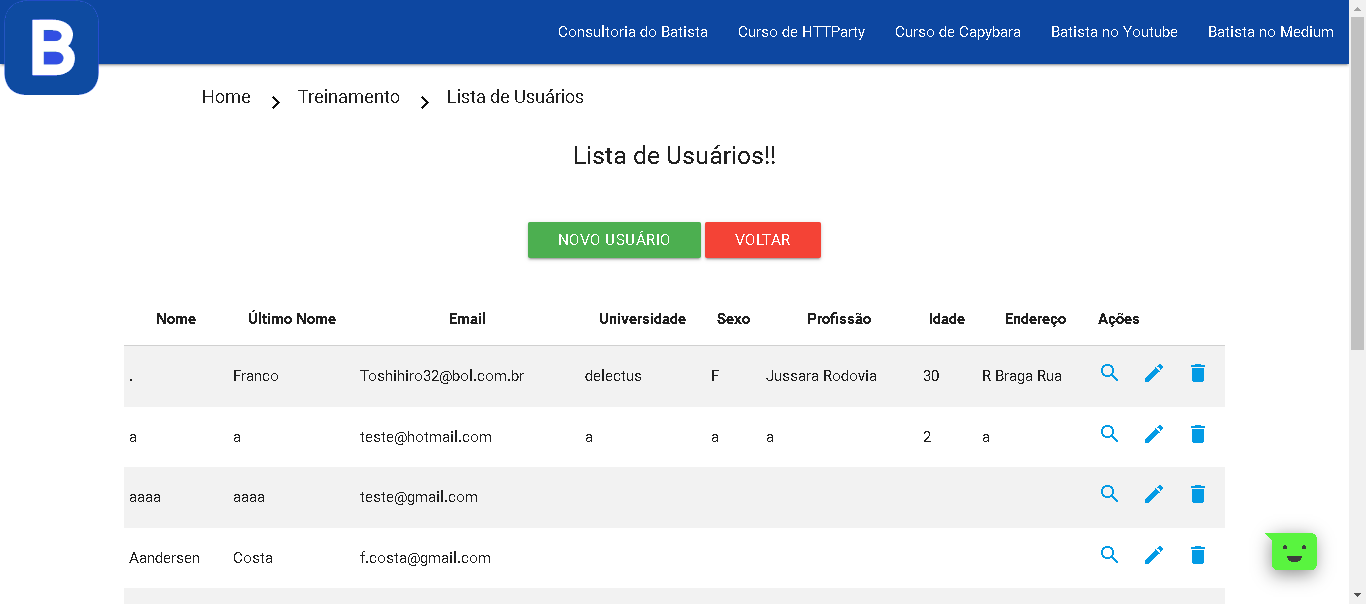 B
Consultoria do Batista Curso de HTTParty Curso de Capybara Batista no Youtube Batista no Medium
Home Treinamento Lista de Usuários
Lista de Usuários!!
NOVO USUÁRIO VOLTAR
Nome Último Nome Email Universidade Sexo Profissão Idade Endereço Ações
. Franco Toshihiro32@bol.com.br delectus F Jussara Rodovia 30 R Braga Rua
a a teste@hotmail.com a a a 2 a
aaaa aaaa teste@gmail.com
Aandersen Costa f.costa@gmail.com